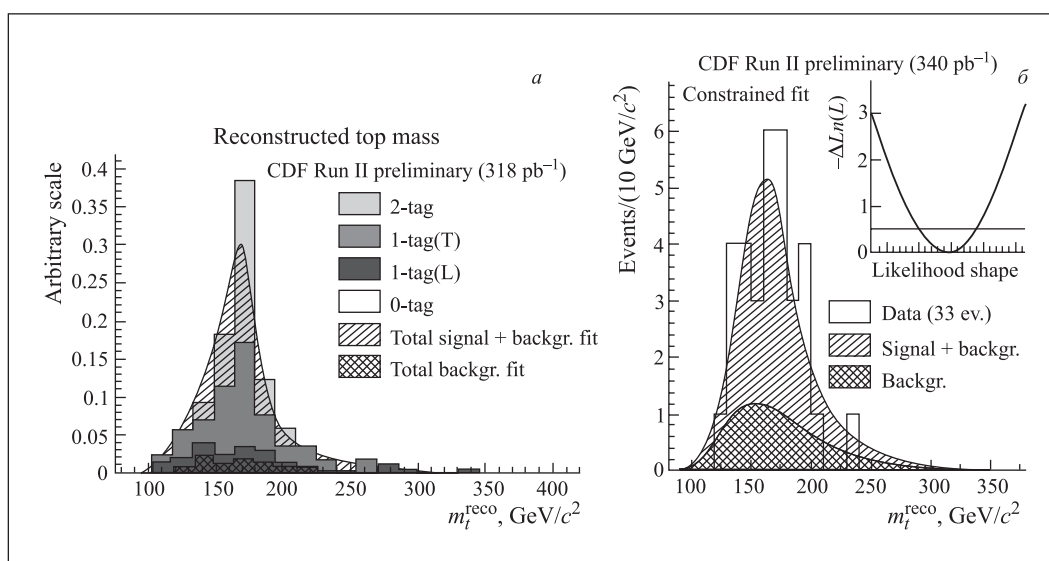 a
Reconstructed top mass
CDF Run II preliminary (318 pb⁻¹)
2-tag
1-tag(T)
1-tag(L)
0-tag
Total signal + backgr. fit
Total backgr. fit
Arbitrary scale
0.4
0.35
0.3
0.25
0.2
0.15
0.1
0.05
0
100 150 200 250 300 350 400
m_t^reco, GeV/c²
CDF Run II preliminary (340 pb⁻¹)
б
Constrained fit
Events/(10 GeV/c²)
6
5
4
3
2
1
0
−ΔLn(L)
3
2
1
0
Likelihood shape
Data (33 ev.)
Signal + backgr.
Backgr.
100 150 200 250 300 350
m_t^reco, GeV/c²